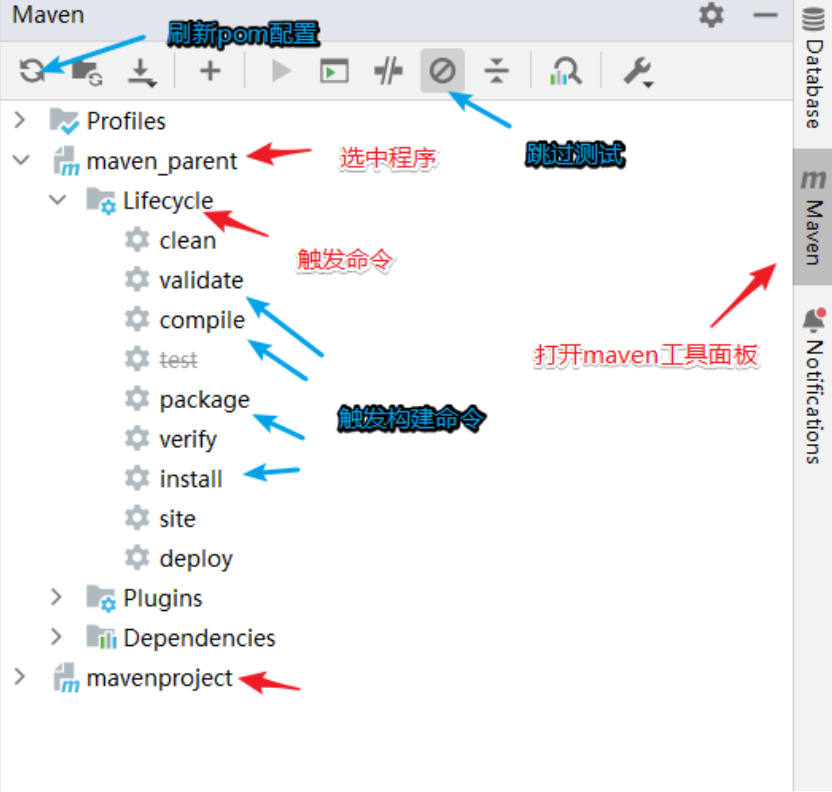 Maven
刷新pom配置
跳过测试
Profiles
maven_parent
选中程序
Lifecycle
触发命令
clean
validate
compile
test
打开maven工具面板
package
触发构建命令
verify
install
site
deploy
Plugins
Dependencies
mavenproject
Database
m
Maven
Notifications